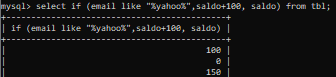 mysql> select if (email like "%yahoo%",saldo+100, saldo) from tbl;
+--------------------------------------------+
| if (email like "%yahoo%",saldo+100, saldo) |
+--------------------------------------------+
| 100 |
| 0 |
| 150 |